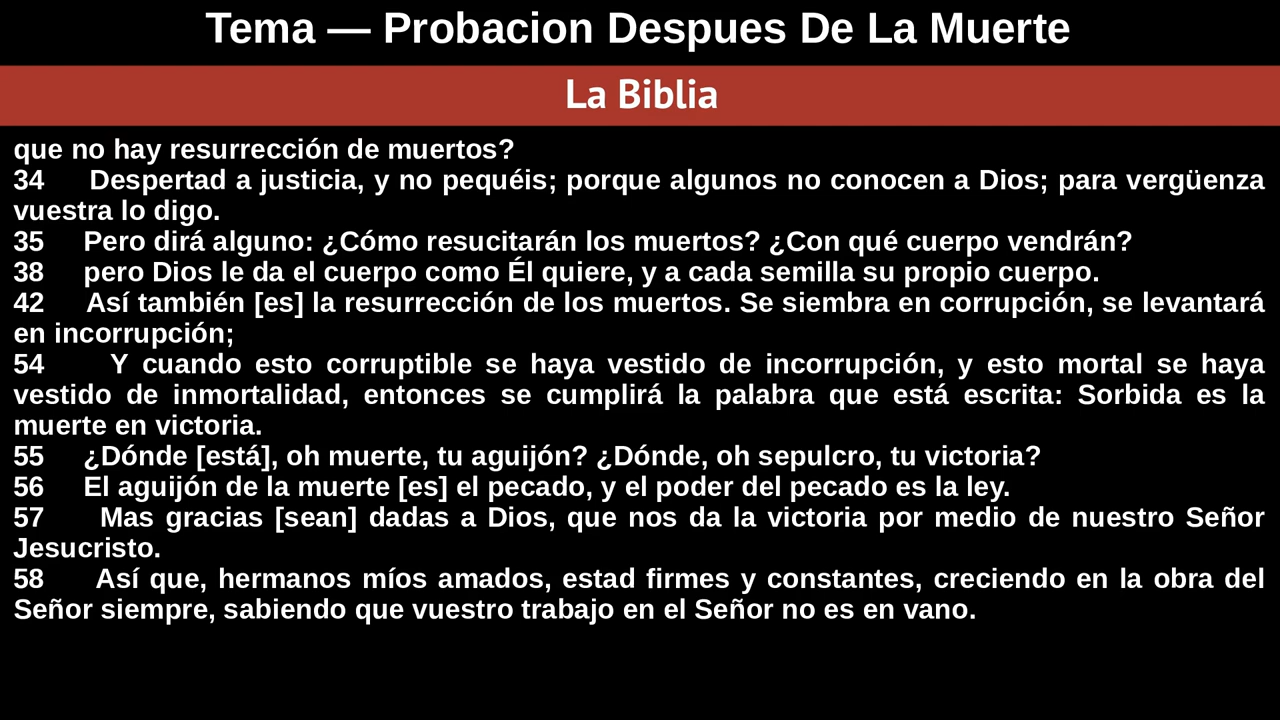 Tema — Probacion Despues De La Muerte
La Biblia
que no hay resurrección de muertos?
34 Despertad a justicia, y no pequéis; porque algunos no conocen a Dios; para vergüenza
vuestra lo digo.
35 Pero dirá alguno: ¿Cómo resucitarán los muertos? ¿Con qué cuerpo vendrán?
38 pero Dios le da el cuerpo como Él quiere, y a cada semilla su propio cuerpo.
42 Así también [es] la resurrección de los muertos. Se siembra en corrupción, se levantará
en incorrupción;
54 Y cuando esto corruptible se haya vestido de incorrupción, y esto mortal se haya
vestido de inmortalidad, entonces se cumplirá la palabra que está escrita: Sorbida es la
muerte en victoria.
55 ¿Dónde [está], oh muerte, tu aguijón? ¿Dónde, oh sepulcro, tu victoria?
56 El aguijón de la muerte [es] el pecado, y el poder del pecado es la ley.
57 Mas gracias [sean] dadas a Dios, que nos da la victoria por medio de nuestro Señor
Jesucristo.
58 Así que, hermanos míos amados, estad firmes y constantes, creciendo en la obra del
Señor siempre, sabiendo que vuestro trabajo en el Señor no es en vano.